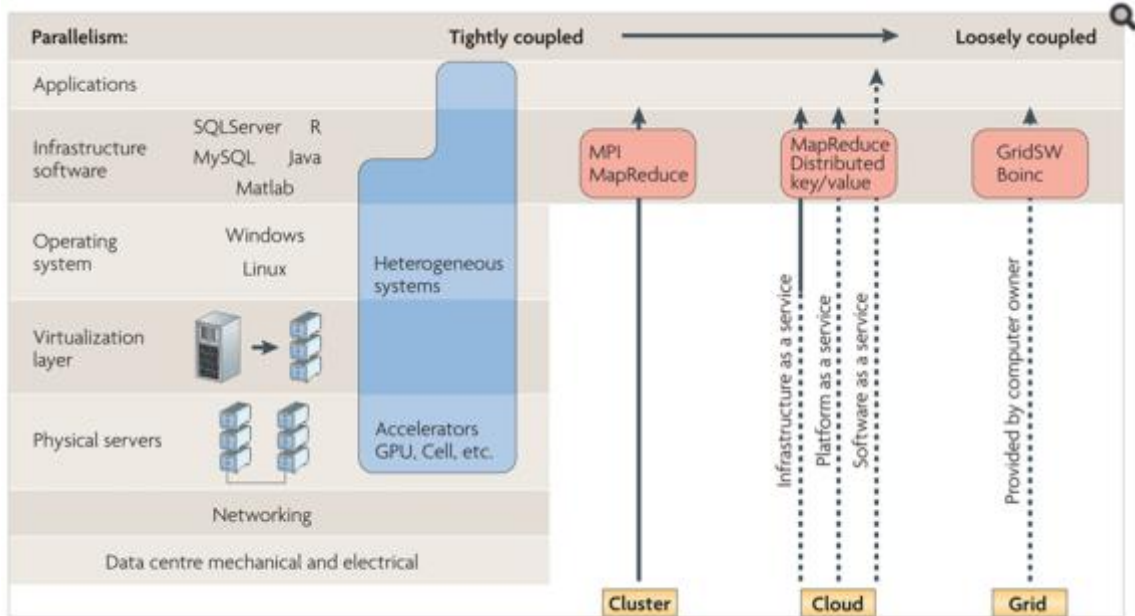 Parallelism: Tightly coupled Loosely coupled
Applications
Infrastructure
software
SQLServer R
MySQL Java
Matlab
MPI
MapReduce
MapReduce
Distributed
key/value
GridSW
Boinc
Operating
system
Windows
Linux
Heterogeneous
systems
Virtualization
layer
Physical servers
Accelerators
GPU, Cell, etc.
Infrastructure as a service
Platform as a service
Software as a service
Provided by computer owner
Networking
Data centre mechanical and electrical
Cluster
Cloud
Grid